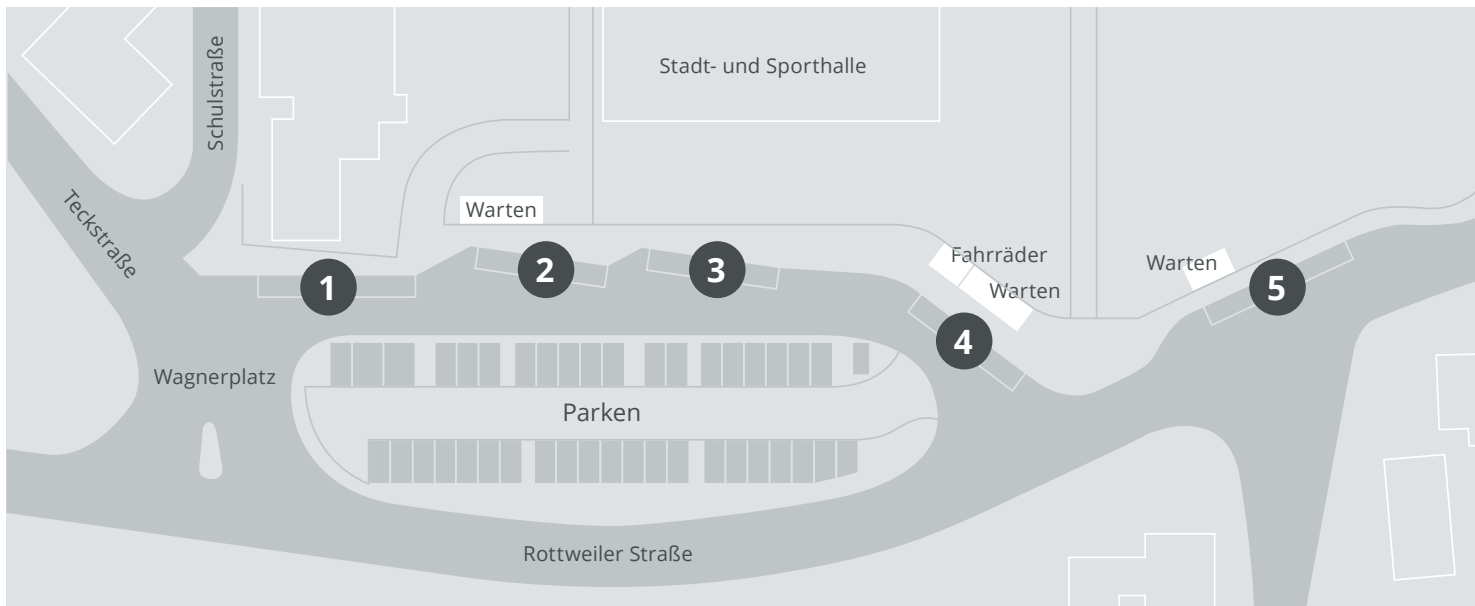 Schulstraße
Stadt- und Sporthalle
Teckstraße
Warten
Fahrräder
Warten
Warten
1
2
3
4
5
Wagnerplatz
Parken
Rottweiler Straße